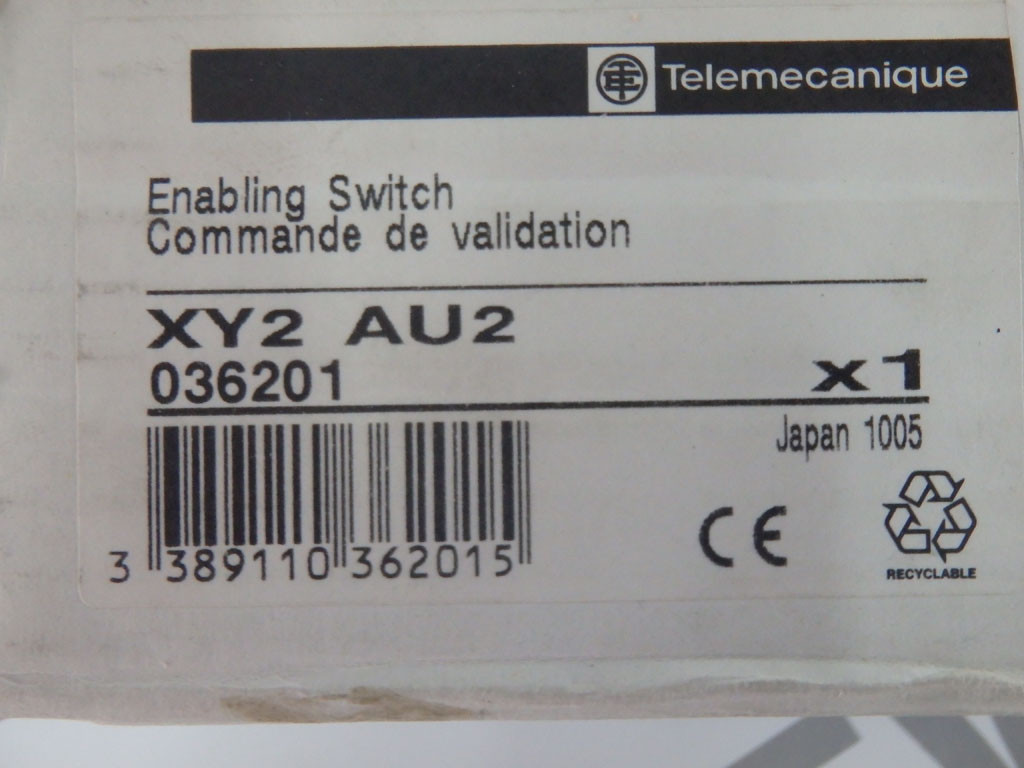 Telemecanique
Enabling Switch
Commande de validation
XY2 AU2
036201
x1
Japan 1005
3 389110 362015
CE
RECYCLABLE